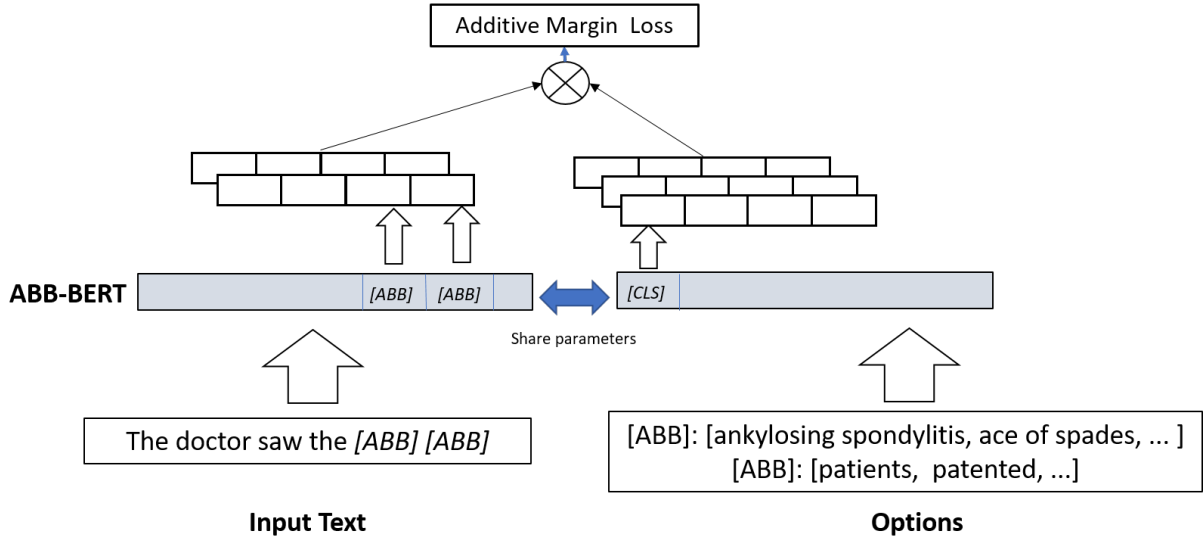 Additive Margin Loss
ABB-BERT
[ABB] [ABB]
[CLS]
Share parameters
The doctor saw the [ABB] [ABB]
[ABB]: [ankylosing spondylitis, ace of spades, ... ]
[ABB]: [patients, patented, ...]
Input Text
Options